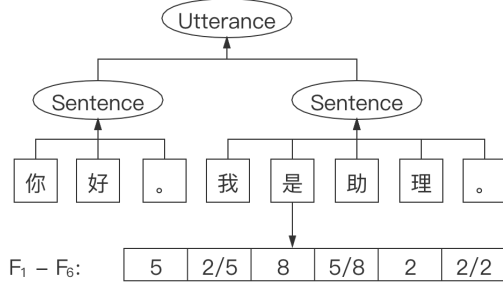 Utterance
Sentence Sentence
你 好 。 我 是 助 理 。
F₁ – F₆: 5 2/5 8 5/8 2 2/2